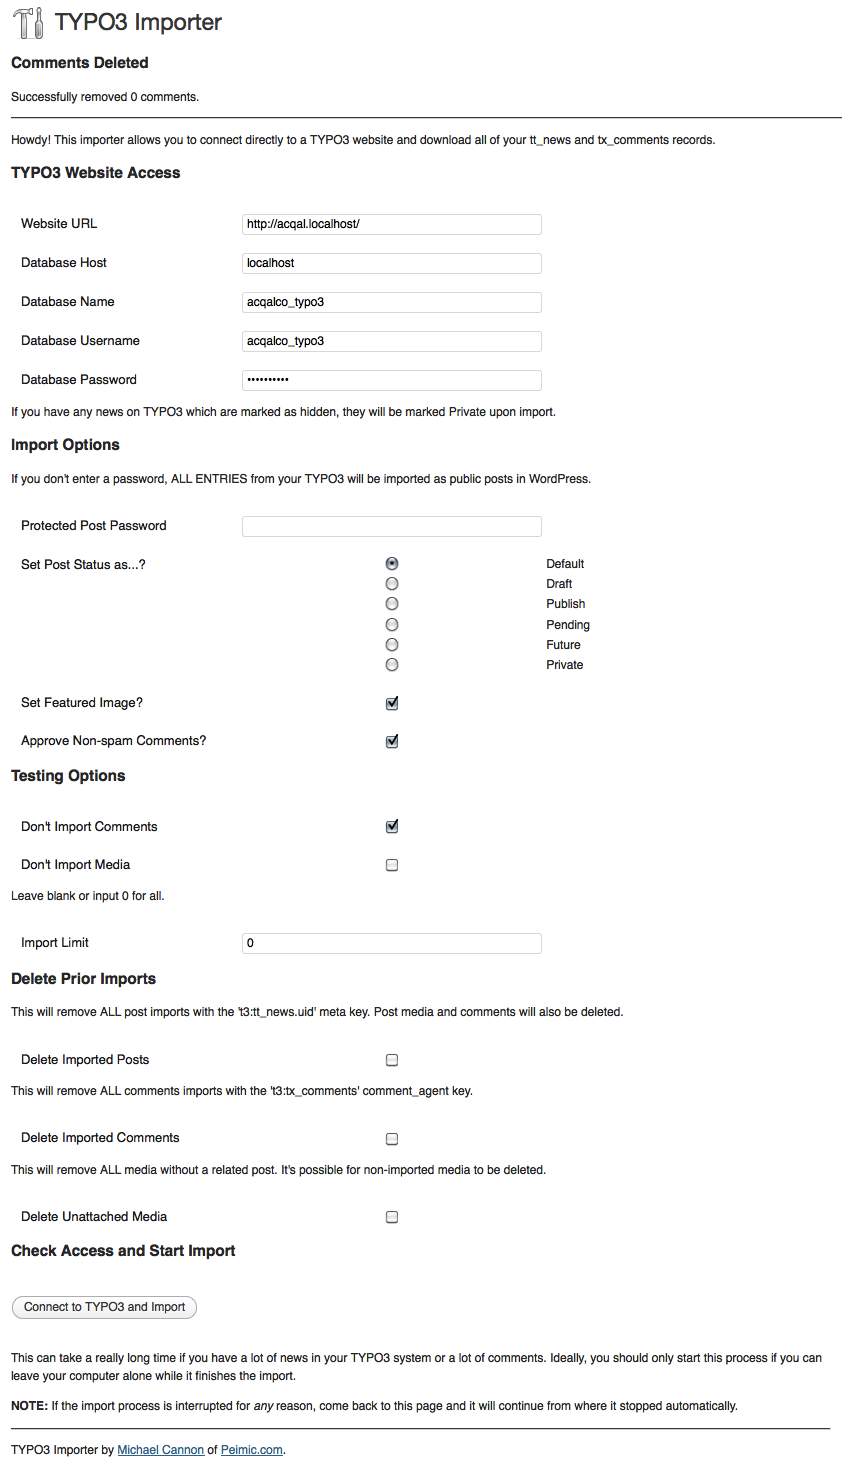 TYPO3 Importer
Comments Deleted
Successfully removed 0 comments.
Howdy! This importer allows you to connect directly to a TYPO3 website and download all of your tt_news and tx_comments records.
TYPO3 Website Access
Website URL http://acqal.localhost/
Database Host localhost
Database Name acqalco_typo3
Database Username acqalco_typo3
Database Password ••••••••••
If you have any news on TYPO3 which are marked as hidden, they will be marked Private upon import.
Import Options
If you don't enter a password, ALL ENTRIES from your TYPO3 will be imported as public posts in WordPress.
Protected Post Password
Set Post Status as...? Default
Draft
Publish
Pending
Future
Private
Set Featured Image?
Approve Non-spam Comments?
Testing Options
Don't Import Comments
Don't Import Media
Leave blank or input 0 for all.
Import Limit 0
Delete Prior Imports
This will remove ALL post imports with the 't3:tt_news.uid' meta key. Post media and comments will also be deleted.
Delete Imported Posts
This will remove ALL comments imports with the 't3:tx_comments' comment_agent key.
Delete Imported Comments
This will remove ALL media without a related post. It's possible for non-imported media to be deleted.
Delete Unattached Media
Check Access and Start Import
Connect to TYPO3 and Import
This can take a really long time if you have a lot of news in your TYPO3 system or a lot of comments. Ideally, you should only start this process if you can
leave your computer alone while it finishes the import.
NOTE: If the import process is interrupted for any reason, come back to this page and it will continue from where it stopped automatically.
TYPO3 Importer by Michael Cannon of Peimic.com.